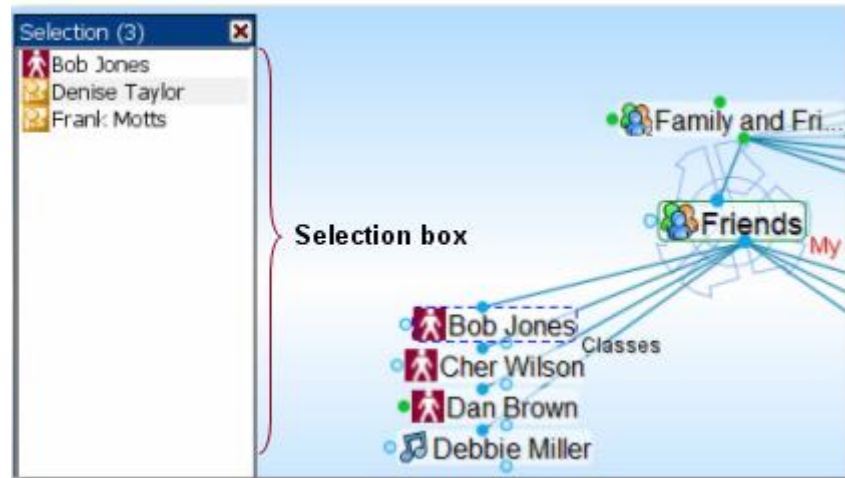 Selection (3)
Bob Jones
Denise Taylor
Frank Motts
Selection box
Family and Fri...
2
Friends
My
Bob Jones
Classes
Cher Wilson
Dan Brown
Debbie Miller